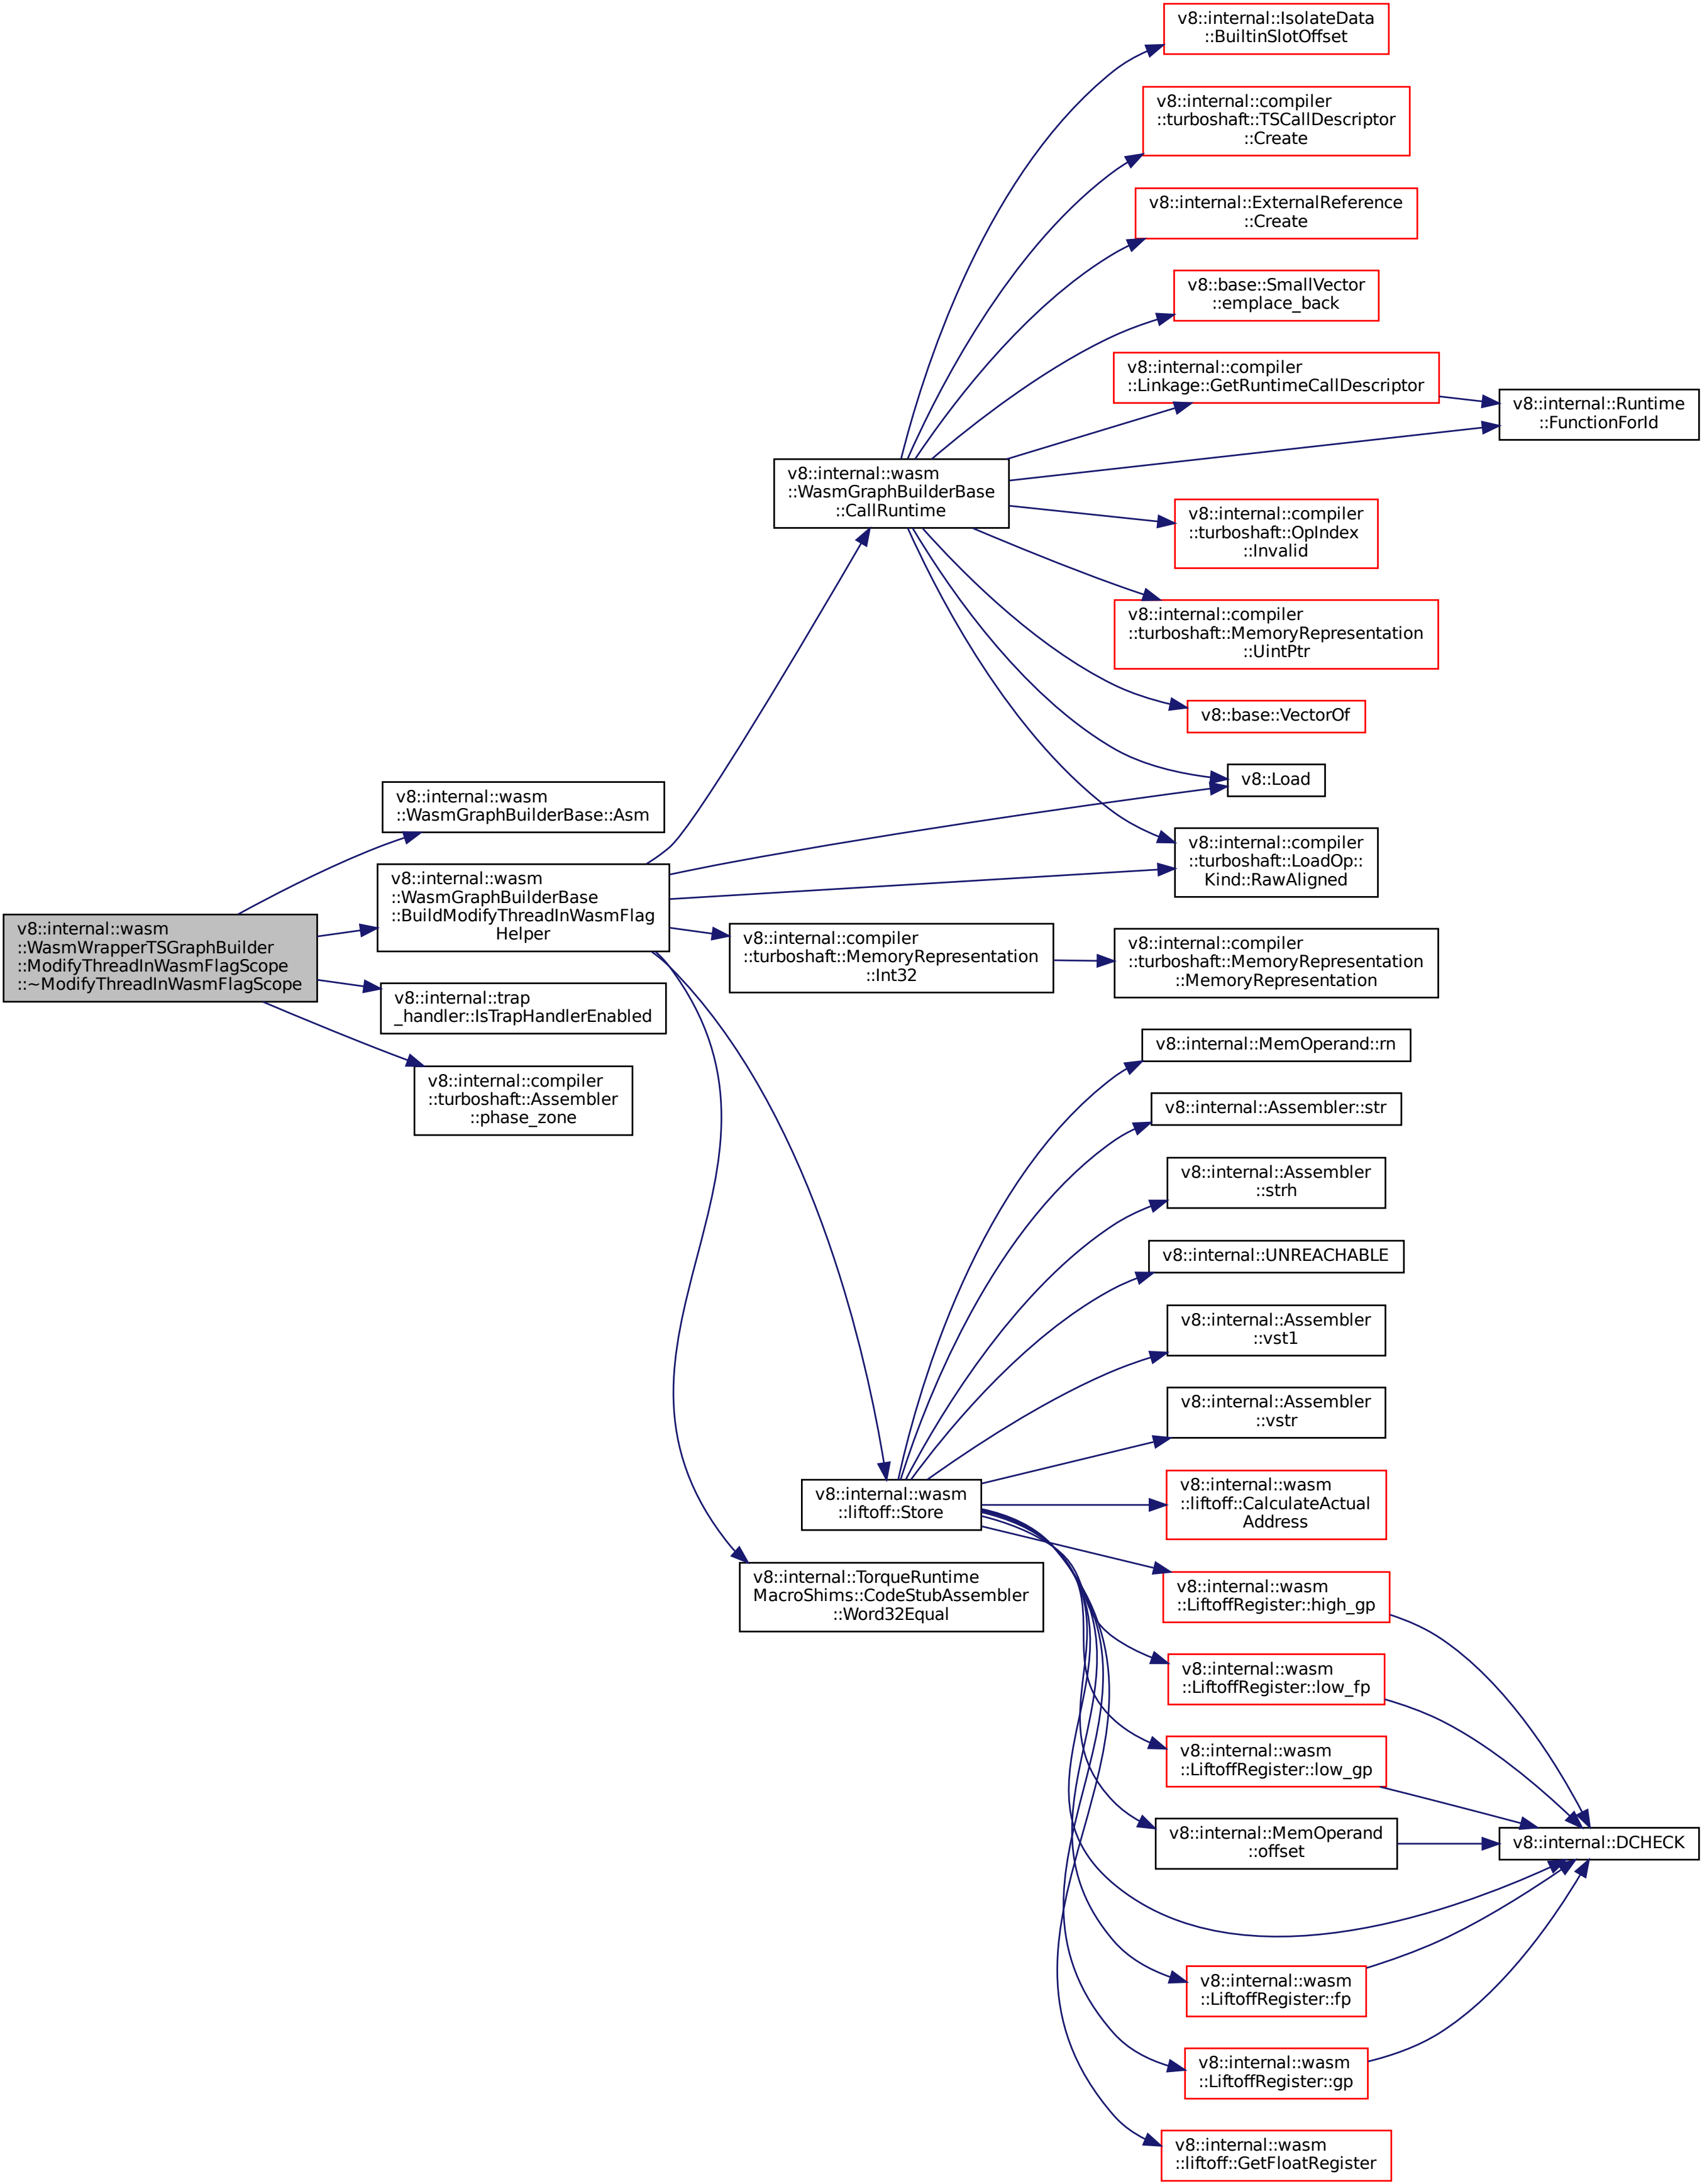 v8::internal::IsolateData
::BuiltinSlotOffset
v8::internal::compiler
::turboshaft::TSCallDescriptor
::Create
v8::internal::ExternalReference
::Create
v8::base::SmallVector
::emplace_back
v8::internal::compiler
::Linkage::GetRuntimeCallDescriptor
v8::internal::Runtime
::FunctionForId
v8::internal::wasm
::WasmGraphBuilderBase
::CallRuntime
v8::internal::compiler
::turboshaft::OpIndex
::Invalid
v8::internal::compiler
::turboshaft::MemoryRepresentation
::UintPtr
v8::base::VectorOf
v8::Load
v8::internal::wasm
::WasmGraphBuilderBase::Asm
v8::internal::compiler
::turboshaft::LoadOp::
Kind::RawAligned
v8::internal::wasm
::WasmGraphBuilderBase
::BuildModifyThreadInWasmFlag
Helper
v8::internal::wasm
::WasmWrapperTSGraphBuilder
::ModifyThreadInWasmFlagScope
::~ModifyThreadInWasmFlagScope
v8::internal::compiler
::turboshaft::MemoryRepresentation
::Int32
v8::internal::compiler
::turboshaft::MemoryRepresentation
::MemoryRepresentation
v8::internal::trap
_handler::IsTrapHandlerEnabled
v8::internal::compiler
::turboshaft::Assembler
::phase_zone
v8::internal::MemOperand::rn
v8::internal::Assembler::str
v8::internal::Assembler
::strh
v8::internal::UNREACHABLE
v8::internal::Assembler
::vst1
v8::internal::Assembler
::vstr
v8::internal::wasm
::liftoff::Store
v8::internal::wasm
::liftoff::CalculateActual
Address
v8::internal::TorqueRuntime
MacroShims::CodeStubAssembler
::Word32Equal
v8::internal::wasm
::LiftoffRegister::high_gp
v8::internal::wasm
::LiftoffRegister::low_fp
v8::internal::wasm
::LiftoffRegister::low_gp
v8::internal::MemOperand
::offset
v8::internal::DCHECK
v8::internal::wasm
::LiftoffRegister::fp
v8::internal::wasm
::LiftoffRegister::gp
v8::internal::wasm
::liftoff::GetFloatRegister